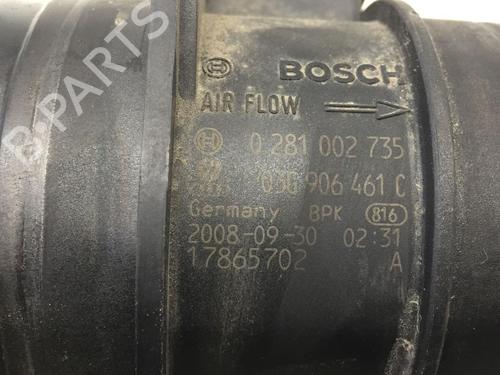 BOSCH
AIR FLOW
0 281 002 735
03G 906 461 C
Germany BPK 816
2008-09-30 02:31
17865702 A
B-PARTS